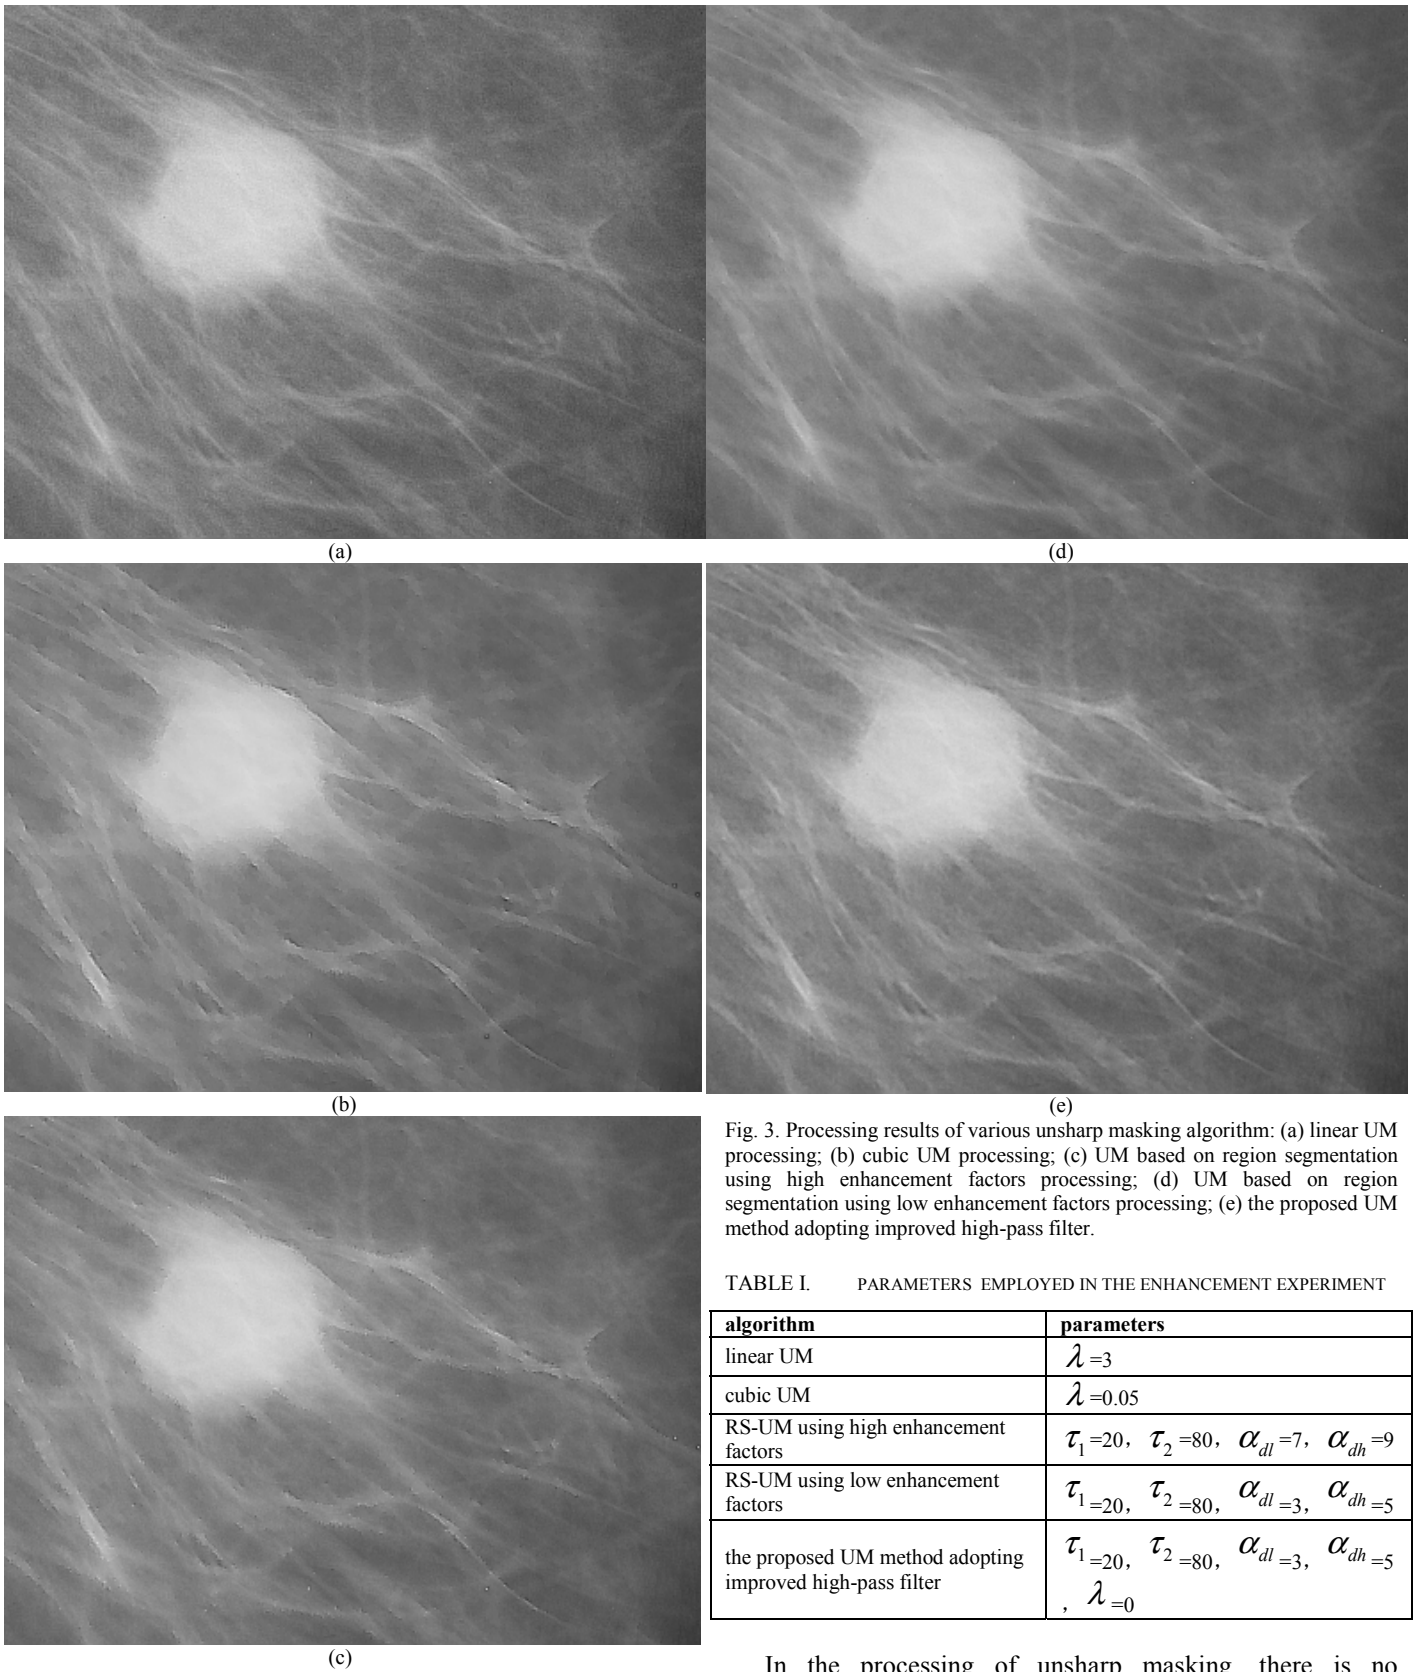 (a)
(d)
(b)
(e)
(c)
Fig. 3. Processing results of various unsharp masking algorithm: (a) linear UM
processing; (b) cubic UM processing; (c) UM based on region segmentation
using high enhancement factors processing; (d) UM based on region
segmentation using low enhancement factors processing; (e) the proposed UM
method adopting improved high-pass filter.
TABLE I. PARAMETERS EMPLOYED IN THE ENHANCEMENT EXPERIMENT
algorithm parameters
linear UM λ =3
cubic UM λ =0.05
RS-UM using high enhancement
factors
τ1 =20, τ2 =80, αdl =7, αdh =9
RS-UM using low enhancement
factors
τ1 =20, τ2 =80, αdl =3, αdh =5
the proposed UM method adopting
improved high-pass filter
τ1 =20, τ2 =80, αdl =3, αdh =5
, λ =0
In the processing of unsharp masking, there is no